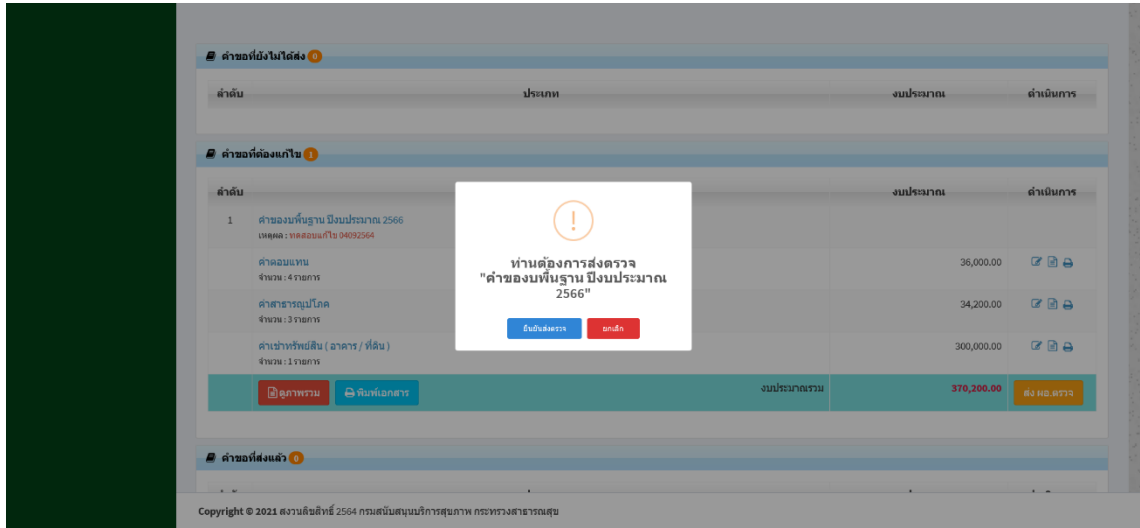 คำขอที่ยังไม่ได้ส่ง 0
ลำดับ ประเภท งบประมาณ ดำเนินการ
คำขอที่ต้องแก้ไข 1
ลำดับ งบประมาณ ดำเนินการ
1 คำของบพื้นฐาน ปีงบประมาณ 2566
เหตุผล : ทดสอบแก้ไข 04092564
ค่าตอบแทน 36,000.00
จำนวน : 4 รายการ
ค่าสาธารณูปโภค 34,200.00
จำนวน : 3 รายการ
ค่าเช่าทรัพย์สิน ( อาคาร / ที่ดิน ) 300,000.00
จำนวน : 1 รายการ
ดูภาพรวม พิมพ์เอกสาร งบประมาณรวม 370,200.00 ส่ง ผอ.ตรวจ
!
ท่านต้องการส่งตรวจ
"คำของบพื้นฐาน ปีงบประมาณ
2566"
ยืนยันส่งตรวจ ยกเลิก
คำขอที่ส่งแล้ว 0
Copyright © 2021 สงวนลิขสิทธิ์ 2564 กรมสนับสนุนบริการสุขภาพ กระทรวงสาธารณสุข